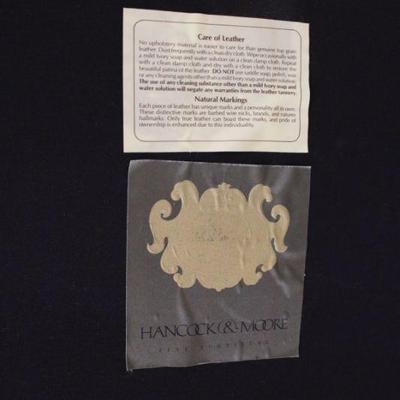 Care of Leather
No upholstery material is easier to care for than genuine top grain
leather. Dust frequently with a clean dry cloth. Wipe occasionally with
a mild Ivory soap and water solution on a clean damp cloth. Repeat
with a clean damp cloth and dry with a clean cloth to restore the
beautiful patina of the leather. DO NOT use saddle soap, polish, wax
or any cleaning agents other than a mild Ivory soap and water solution.
The use of any cleaning substance other than a mild Ivory soap and
water solution will negate any warranties from the leather tannery.
Natural Markings
Each piece of leather has unique marks and a personality all its own.
These distinctive marks are barbed wire nicks, brands, and natures
hallmarks. Only true leather can boast these marks, and pride of
ownership is enhanced due to this individuality.
HANCOCK & MOORE
FINE FURNITURE